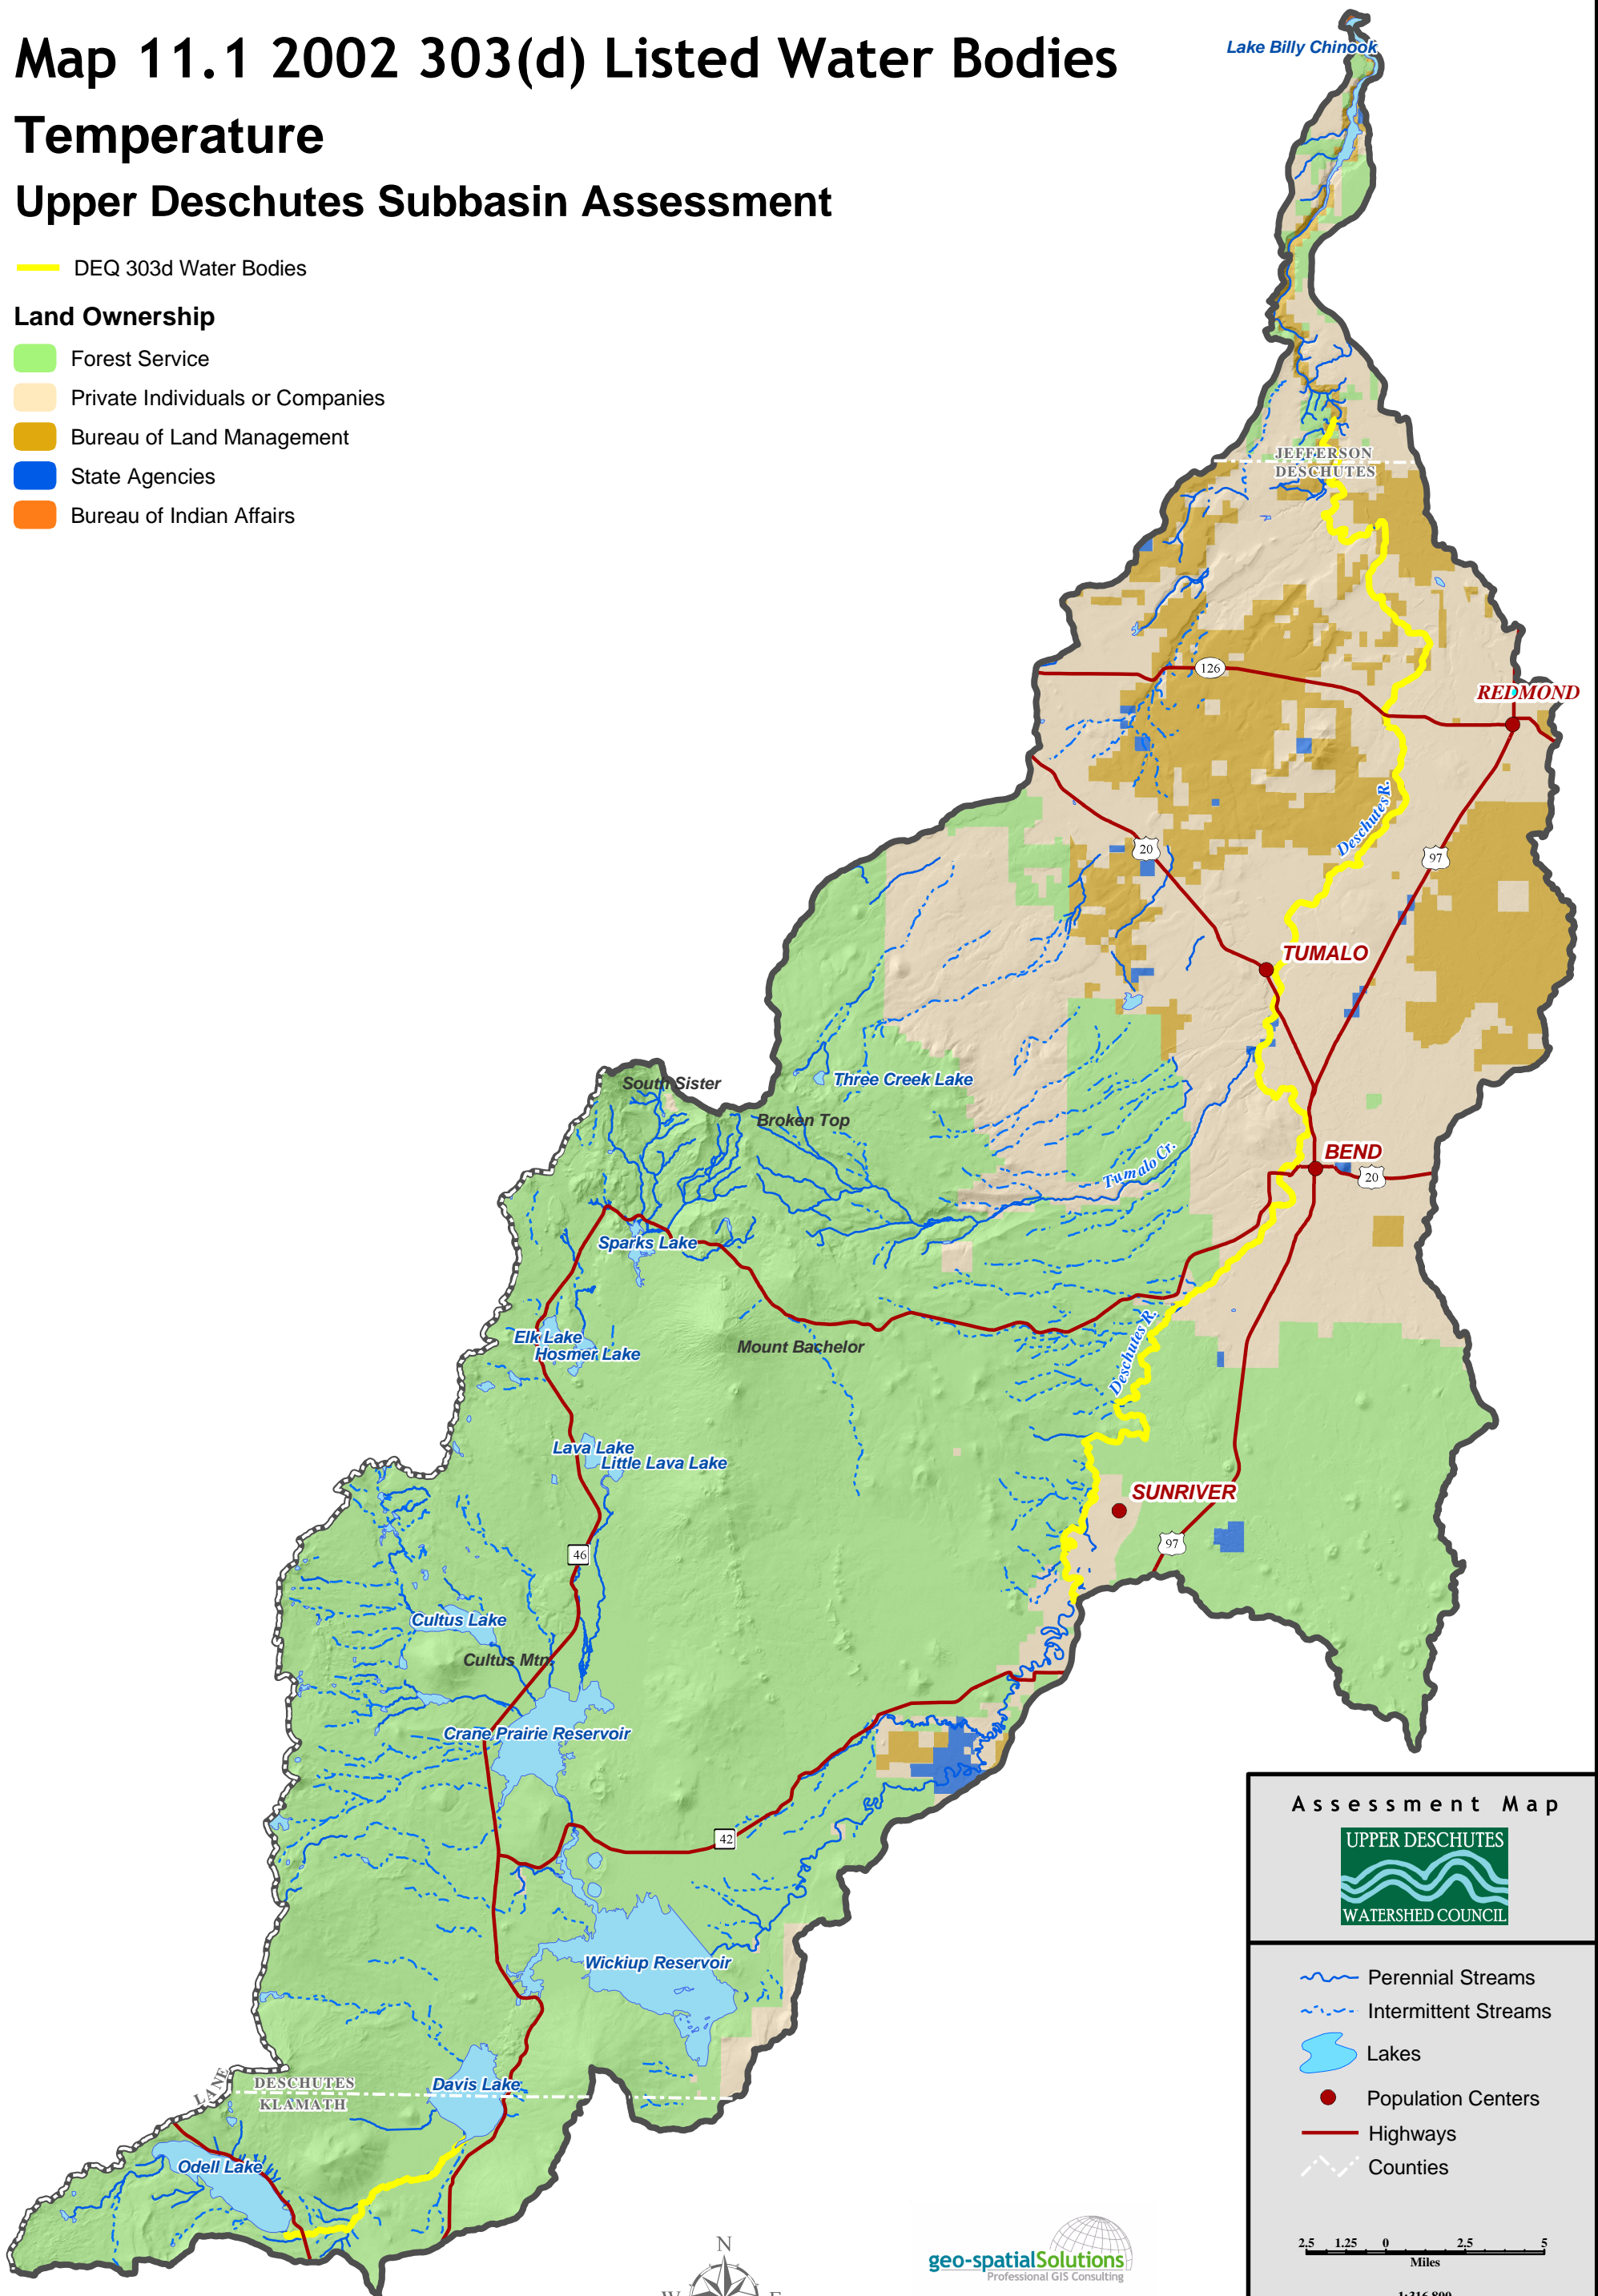 Map 11.1 2002 303(d) Listed Water Bodies
Temperature
Upper Deschutes Subbasin Assessment
DEQ 303d Water Bodies
Land Ownership
Forest Service
Private Individuals or Companies
Bureau of Land Management
State Agencies
Bureau of Indian Affairs
Lake Billy Chinook
JEFFERSON
DESCHUTES
126
REDMOND
Deschutes R.
20
97
TUMALO
Three Creek Lake
South Sister
Broken Top
Tumalo Cr.
BEND
20
Sparks Lake
Elk Lake
Hosmer Lake
Mount Bachelor
Deschutes R.
Lava Lake
Little Lava Lake
SUNRIVER
97
46
Cultus Lake
Cultus Mtn.
Crane Prairie Reservoir
42
Wickiup Reservoir
LANE
DESCHUTES
KLAMATH
Davis Lake
Odell Lake
Assessment Map
UPPER DESCHUTES
WATERSHED COUNCIL
Perennial Streams
Intermittent Streams
Lakes
Population Centers
Highways
Counties
2.5 1.25 0 2.5 5
Miles
1:316,800
N
W E
geo-spatialSolutions
Professional GIS Consulting